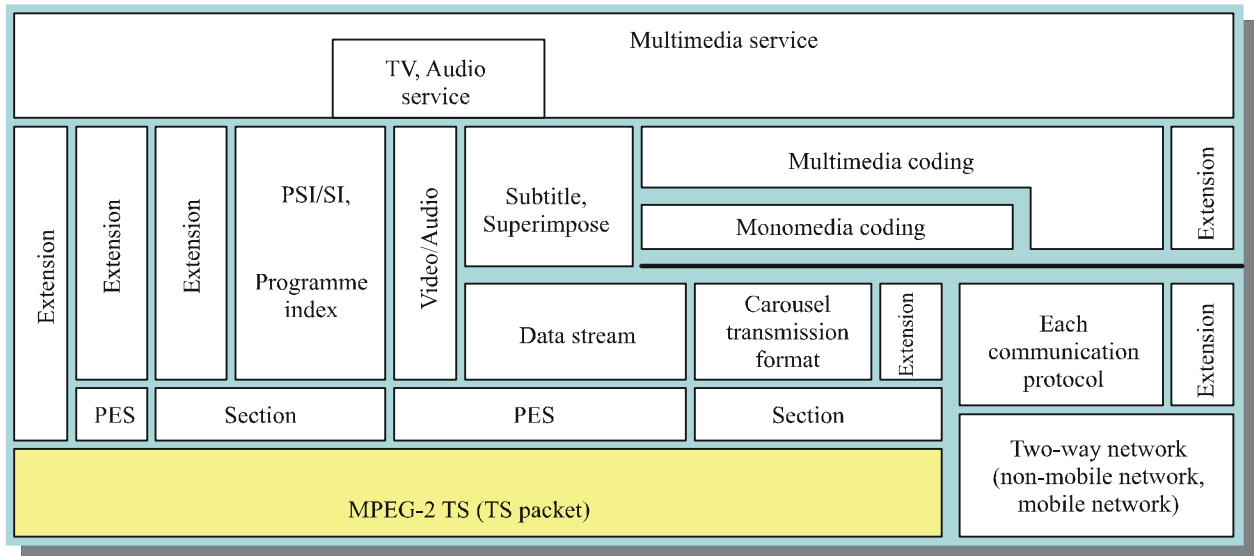 Multimedia service
TV, Audio
service
Extension
Extension
Extension
PSI/SI,
Programme
index
Video/Audio
Subtitle,
Superimpose
Multimedia coding
Monomedia coding
Extension
Data stream
Carousel
transmission
format
Extension
Each
communication
protocol
Extension
PES
Section
PES
Section
MPEG-2 TS (TS packet)
Two-way network
(non-mobile network,
mobile network)